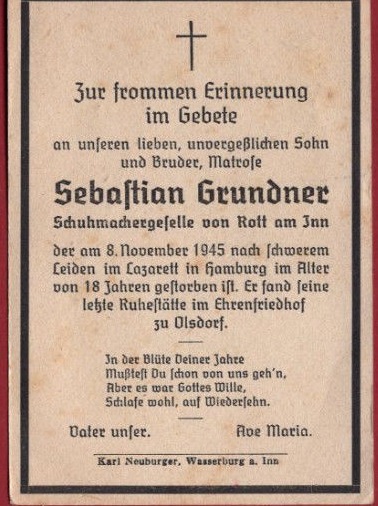 Zur frommen Erinnerung
im Gebete
an unseren lieben, unvergeßlichen Sohn
und Bruder, Matrose
Sebastian Grundner
Schuhmachergeselle von Rott am Inn
der am 8. November 1945 nach schwerem
Leiden im Lazarett in Hamburg im Alter
von 18 Jahren gestorben ist. Er fand seine
letzte Ruhestätte im Ehrenfriedhof
zu Olsdorf.
In der Blüte Deiner Jahre
Mußtest Du schon von uns geh'n,
Aber es war Gottes Wille,
Schlafe wohl, auf Wiedersehn.
Vater unser. Ave Maria.
Karl Neuburger, Wasserburg a. Inn